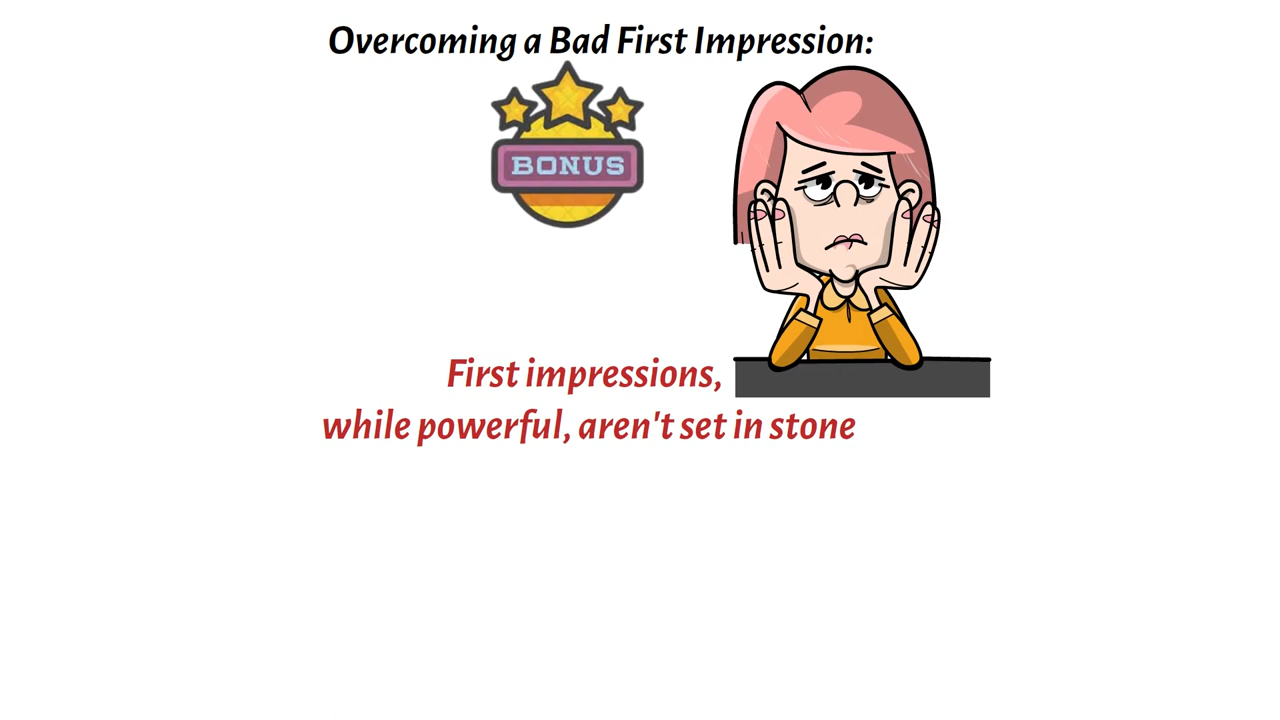 Overcoming a Bad First Impression:
BONUS
First impressions,
while powerful, aren't set in stone